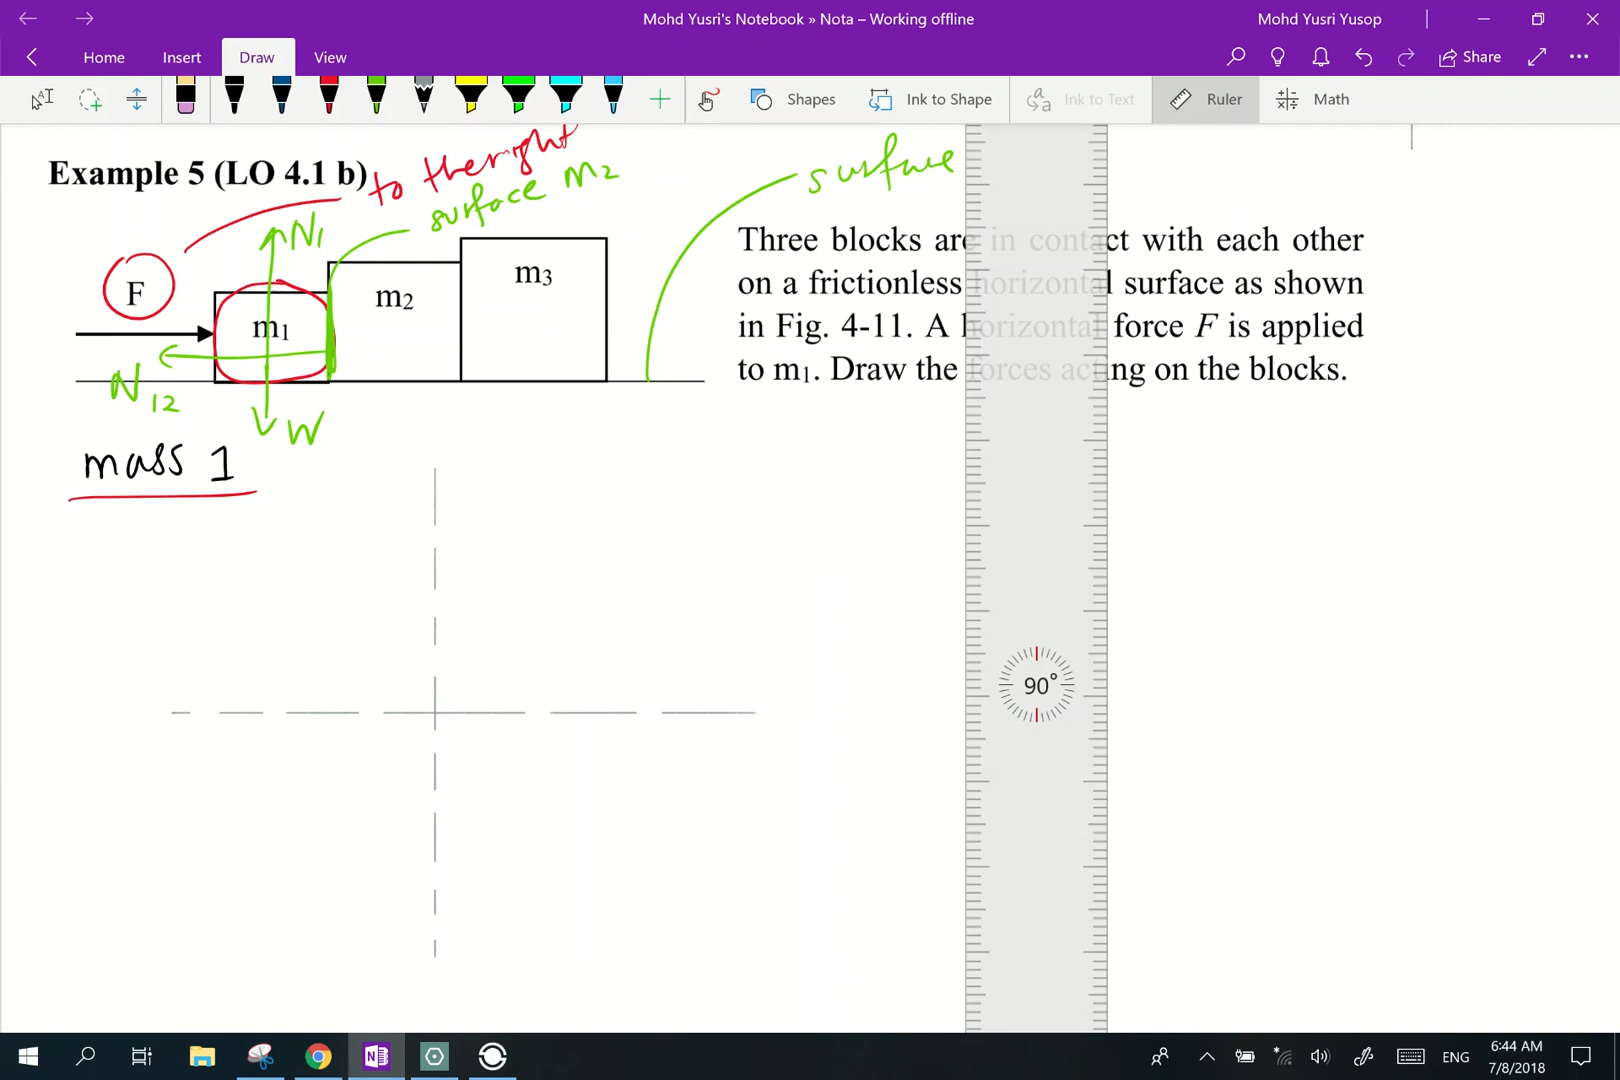 Mohd Yusri's Notebook » Nota – Working offline
Mohd Yusri Yusop
Home Insert Draw View
Share
Shapes
Ink to Shape
Ink to Text
Ruler
Math
Example 5 (LO 4.1 b)
to the right
surface m2
surface
N1
F
m1
m2
m3
N12
W
Three blocks are in contact with each other
on a frictionless horizontal surface as shown
in Fig. 4-11. A horizontal force F is applied
to m1. Draw the forces acting on the blocks.
mass 1
90°
ENG
6:44 AM
7/8/2018